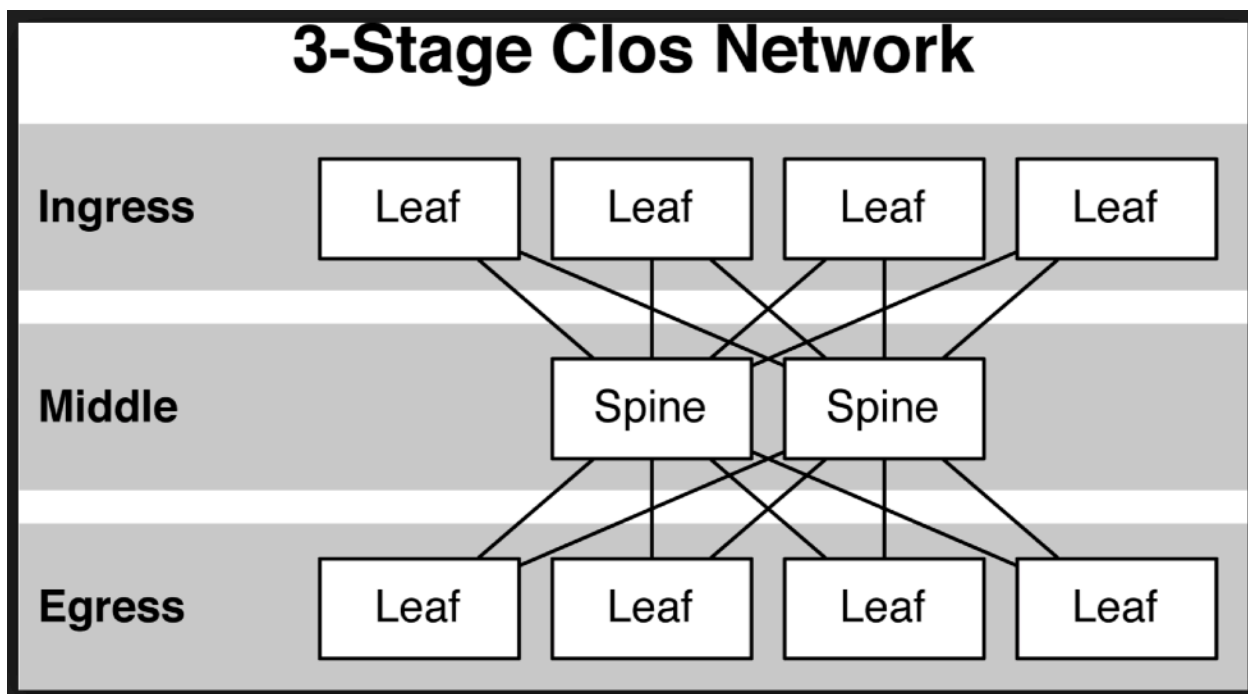 3-Stage Clos Network
Ingress Leaf Leaf Leaf Leaf
Middle Spine Spine
Egress Leaf Leaf Leaf Leaf